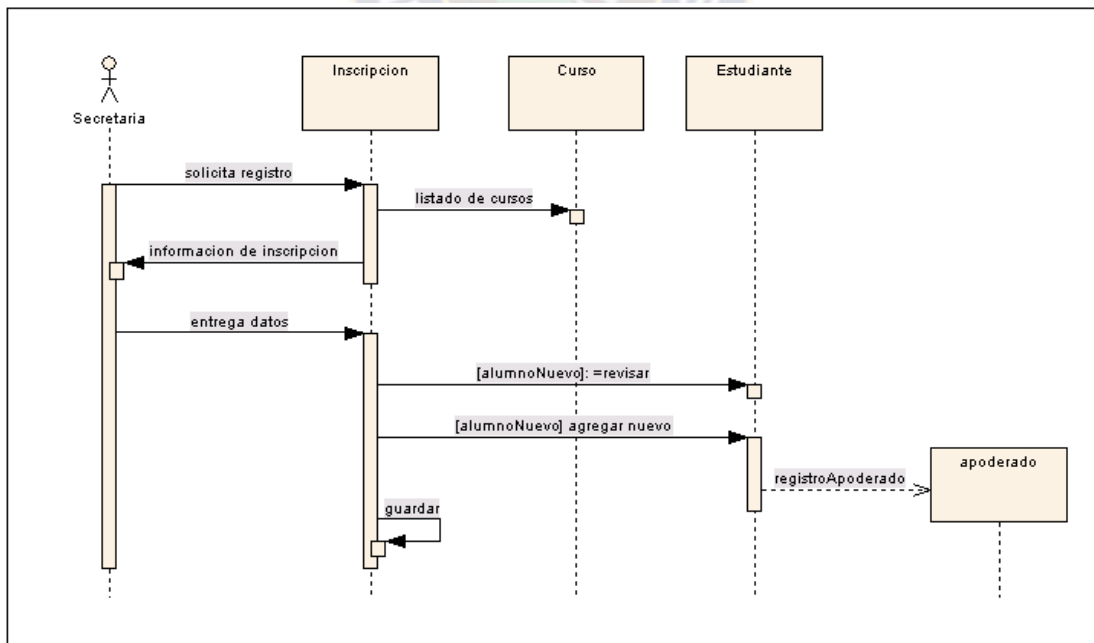 Inscripcion
Curso
Estudiante
Secretaria
solicita registro
listado de cursos
informacion de inscripcion
entrega datos
[alumnoNuevo]: =revisar
[alumnoNuevo] agregar nuevo
apoderado
registroApoderado
guardar